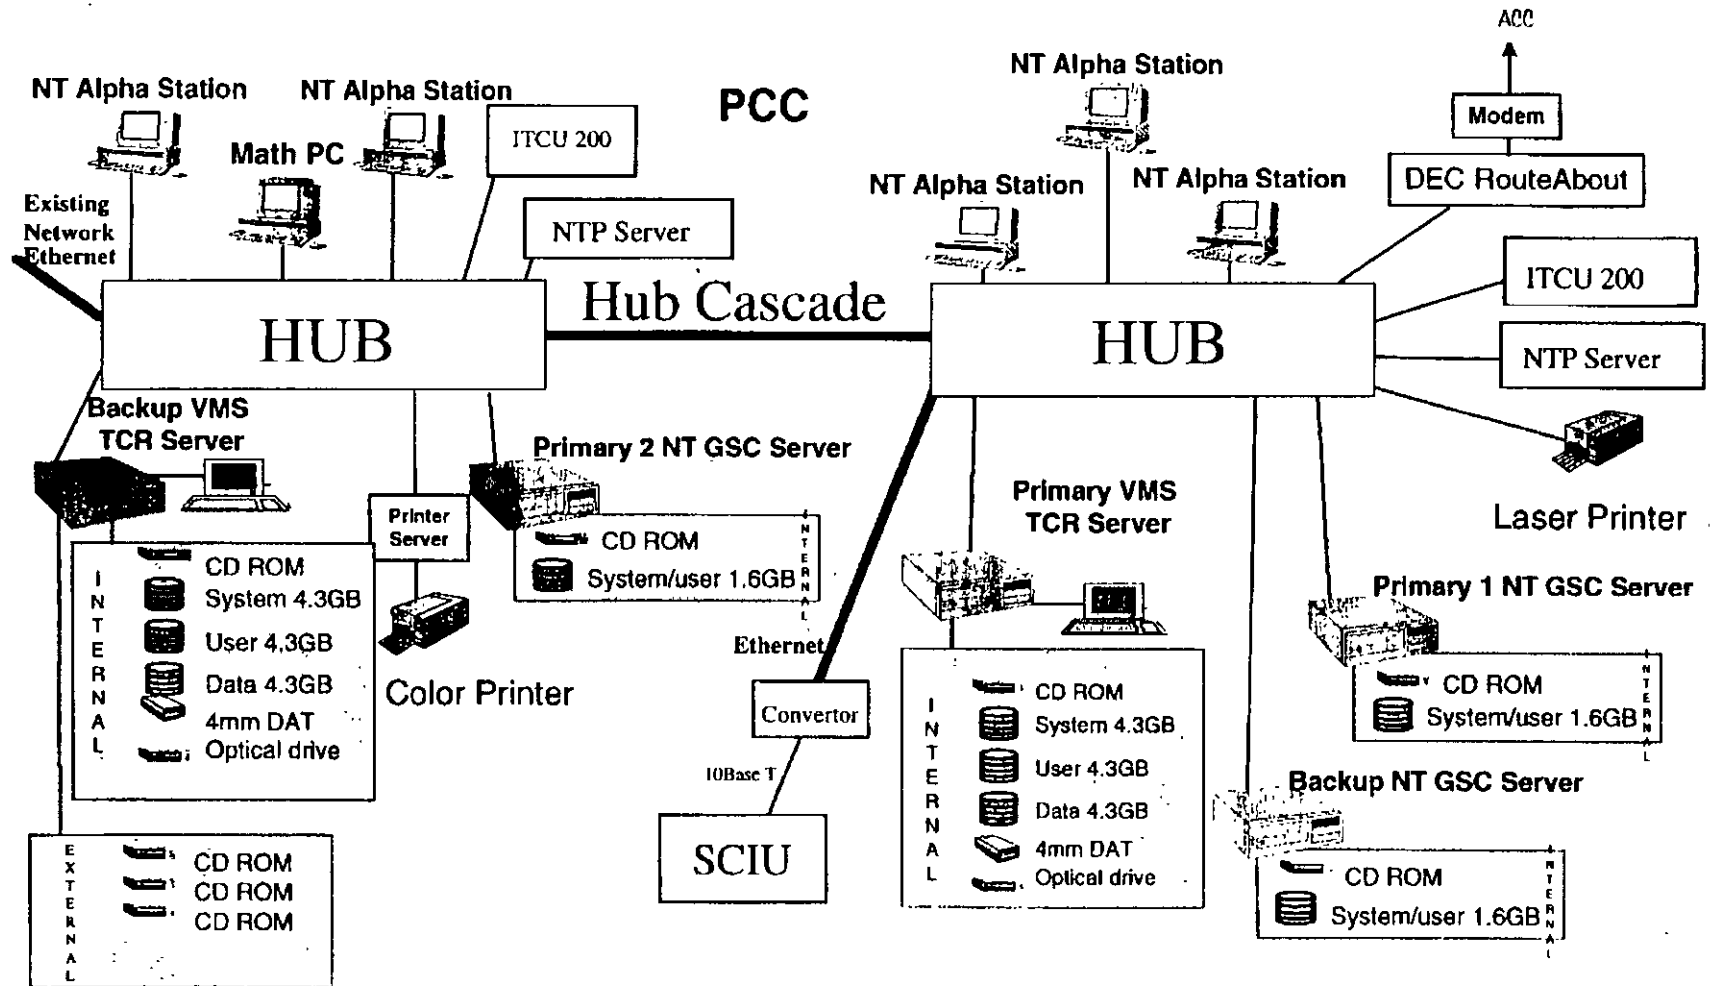 ACC
NT Alpha Station
NT Alpha Station
PCC
NT Alpha Station
Modem
ITCU 200
Math PC
NT Alpha Station
NT Alpha Station
DEC RouteAbout
Existing
Network
Ethernet
NTP Server
ITCU 200
HUB
Hub Cascade
HUB
NTP Server
Backup VMS
TCR Server
Primary 2 NT GSC Server
Primary VMS
TCR Server
Laser Printer
Printer
Server
CD ROM
System/user 1.6GB
INTERNAL
INTERNAL
CD ROM
System 4.3GB
User 4.3GB
Data 4.3GB
4mm DAT
Optical drive
Color Printer
Primary 1 NT GSC Server
CD ROM
System/user 1.6GB
INTERNAL
Ethernet
Convertor
10Base T
SCIU
INTERNAL
CD ROM
System 4.3GB
User 4.3GB
Data 4.3GB
4mm DAT
Optical drive
Backup NT GSC Server
CD ROM
System/user 1.6GB
INTERNAL
EXTERNAL
CD ROM
CD ROM
CD ROM